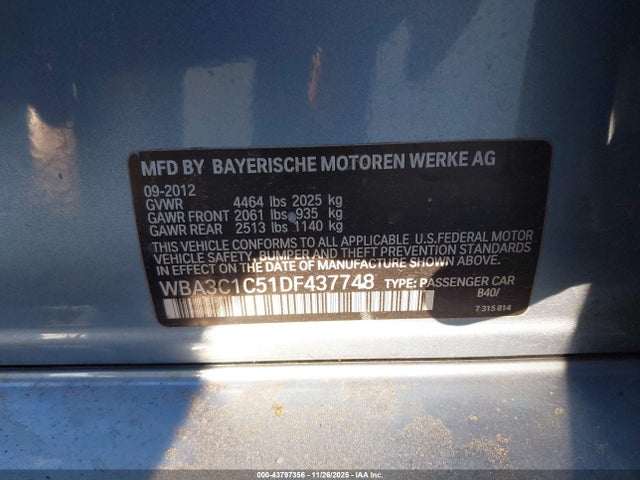 MFD BY BAYERISCHE MOTOREN WERKE AG
09-2012
GVWR 4464 lbs 2025 kg
GAWR FRONT 2061 lbs 935 kg
GAWR REAR 2513 lbs 1140 kg
THIS VEHICLE CONFORMS TO ALL APPLICABLE U.S.FEDERAL MOTOR
VEHICLE SAFETY, BUMPER AND THEFT PREVENTION STANDARDS
IN EFFECT ON THE DATE OF MANUFACTURE SHOWN ABOVE.
WBA3C1C51DF437748 TYPE: PASSENGER CAR
B40/
7 315 814
000-43797356 - 11/26/2025 - IAA Corp.